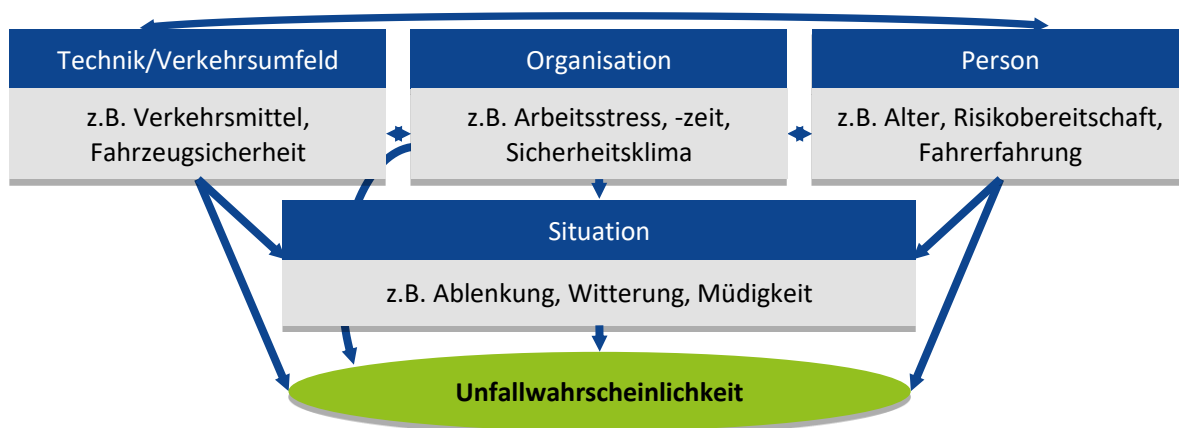 Technik/Verkehrsumfeld
z.B. Verkehrsmittel,
Fahrzeugsicherheit
Organisation
z.B. Arbeitsstress, -zeit,
Sicherheitsklima
Person
z.B. Alter, Risikobereitschaft,
Fahrerfahrung
Situation
z.B. Ablenkung, Witterung, Müdigkeit
Unfallwahrscheinlichkeit